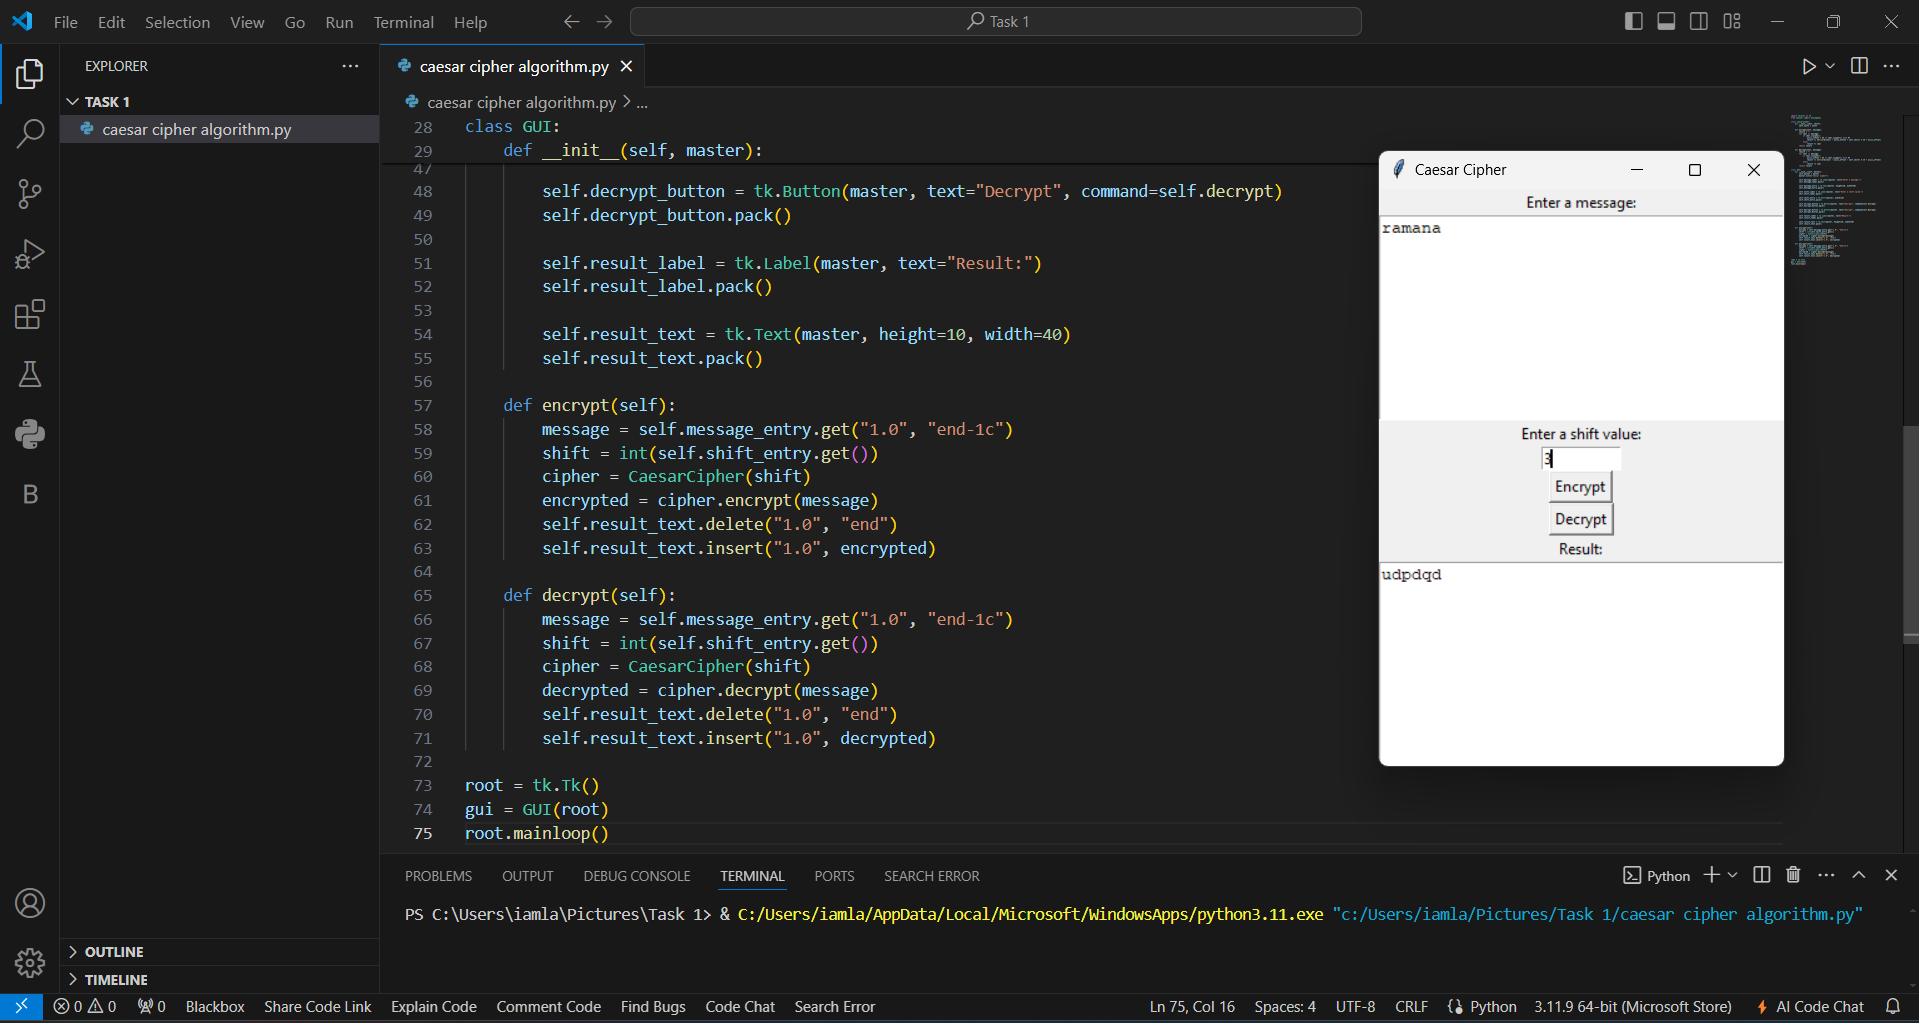 File Edit Selection View Go Run Terminal Help
Task 1
EXPLORER
TASK 1
caesar cipher algorithm.py
caesar cipher algorithm.py
caesar cipher algorithm.py > ...
28 class GUI:
29 def __init__(self, master):
47
48 self.decrypt_button = tk.Button(master, text="Decrypt", command=self.decrypt)
49 self.decrypt_button.pack()
50
51 self.result_label = tk.Label(master, text="Result:")
52 self.result_label.pack()
53
54 self.result_text = tk.Text(master, height=10, width=40)
55 self.result_text.pack()
56
57 def encrypt(self):
58 message = self.message_entry.get("1.0", "end-1c")
59 shift = int(self.shift_entry.get())
60 cipher = CaesarCipher(shift)
61 encrypted = cipher.encrypt(message)
62 self.result_text.delete("1.0", "end")
63 self.result_text.insert("1.0", encrypted)
64
65 def decrypt(self):
66 message = self.message_entry.get("1.0", "end-1c")
67 shift = int(self.shift_entry.get())
68 cipher = CaesarCipher(shift)
69 decrypted = cipher.decrypt(message)
70 self.result_text.delete("1.0", "end")
71 self.result_text.insert("1.0", decrypted)
72
73 root = tk.Tk()
74 gui = GUI(root)
75 root.mainloop()
Caesar Cipher
Enter a message:
ramana
Enter a shift value:
3
Encrypt
Decrypt
Result:
udpdqd
B
OUTLINE
TIMELINE
PROBLEMS OUTPUT DEBUG CONSOLE TERMINAL PORTS SEARCH ERROR
Python
PS C:\Users\iamla\Pictures\Task 1> & C:/Users/iamla/AppData/Local/Microsoft/WindowsApps/python3.11.exe "c:/Users/iamla/Pictures/Task 1/caesar cipher algorithm.py"
0 0 0 Blackbox Share Code Link Explain Code Comment Code Find Bugs Code Chat Search Error
Ln 75, Col 16 Spaces: 4 UTF-8 CRLF Python 3.11.9 64-bit (Microsoft Store) AI Code Chat